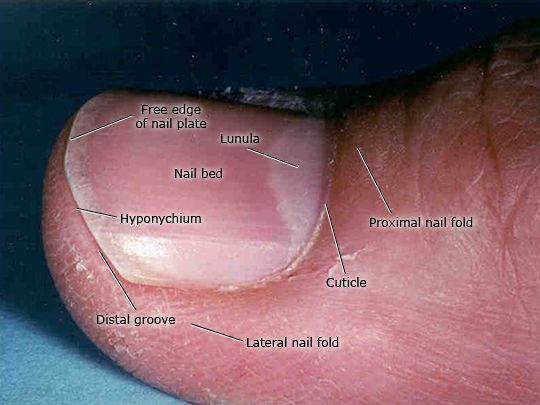 Free edge
of nail plate
Lunula
Nail bed
Hyponychium
Proximal nail fold
Cuticle
Distal groove
Lateral nail fold